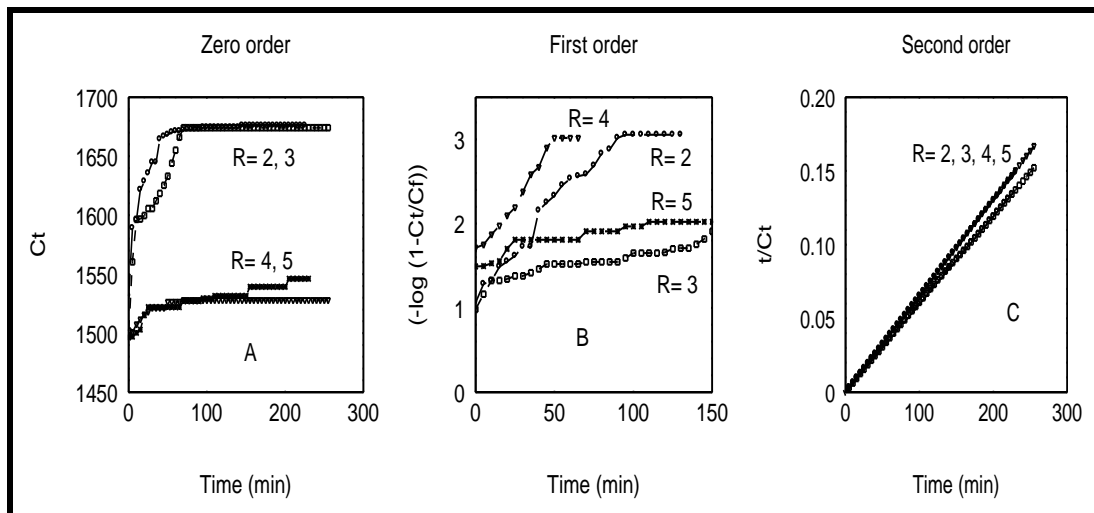 Zero order
First order
Second order
Ct
1700
1650
1600
1550
1500
1450
R= 2, 3
R= 4, 5
A
0
100
200
300
Time (min)
(-log (1-Ct/Cf))
3
2
1
0
R= 4
R= 2
R= 5
R= 3
B
0
50
100
150
Time (min)
t/Ct
0.20
0.15
0.10
0.05
0.00
R= 2, 3, 4, 5
C
0
100
200
300
Time (min)